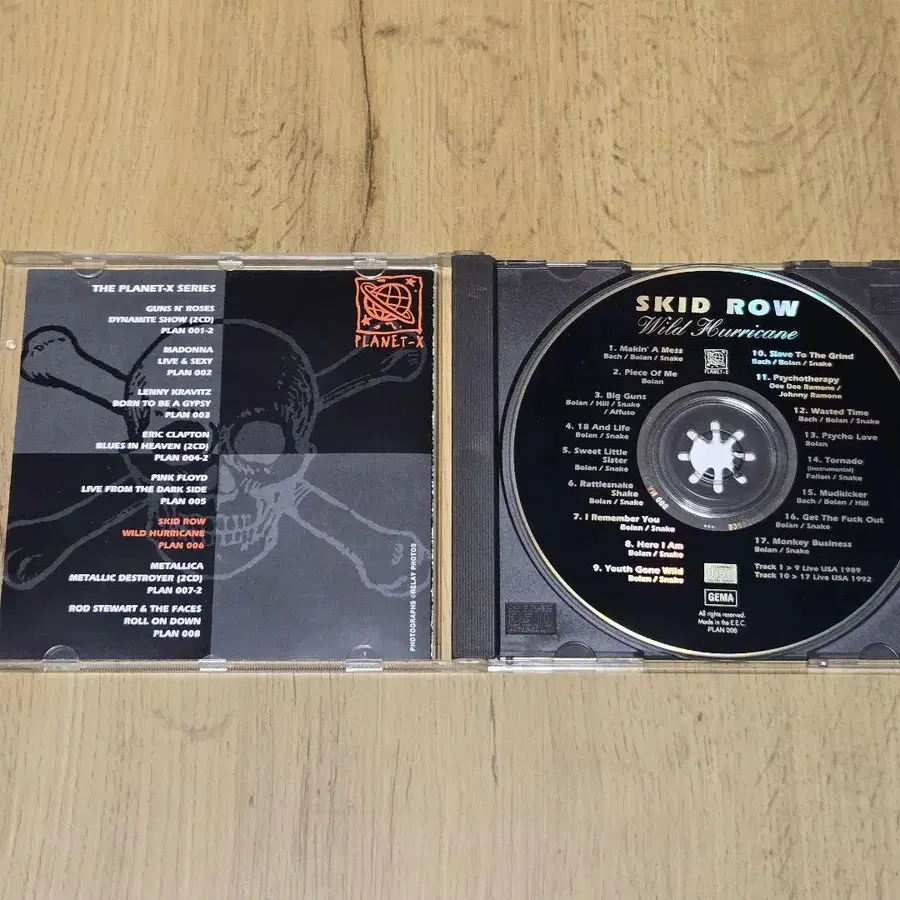 THE PLANET-X SERIES
GUNS N' ROSES
DYNAMITE SHOW (2CD)
PLAN 001-2
MADONNA
LIVE & SEXY
PLAN 002
LENNY KRAVITZ
BORN TO BE A GYPSY
PLAN 003
ERIC CLAPTON
BLUES IN HEAVEN (2CD)
PLAN 004-2
PINK FLOYD
LIVE FROM THE DARK SIDE
PLAN 005
SKID ROW
WILD HURRICANE
PLAN 006
METALLICA
METALLIC DESTROYER (2CD)
PLAN 007-2
ROD STEWART & THE FACES
ROLL ON DOWN
PLAN 008
PLANET-X
PHOTOGRAPHS ©RELAY PHOTOS
SKID ROW
Wild Hurricane
1. Makin' A Mess
Bach / Bolan / Snake
2. Piece Of Me
Bolan
3. Big Guns
Bolan / Hill / Snake
/ Affuso
4. 18 And Life
Bolan / Snake
5. Sweet Little
Sister
Bolan / Snake
6. Rattlesnake
Shake
Bolan / Snake
7. I Remember You
Bolan / Snake
8. Here I Am
Bolan / Snake
9. Youth Gone Wild
Bolan / Snake
PLANET-X
10. Slave To The Grind
Bach / Bolan / Snake
11. Psychotherapy
Dee Dee Ramone /
Johnny Ramone
12. Wasted Time
Bach / Bolan / Snake
13. Psycho Love
Bolan
14. Tornado
(Instrumental)
Fallon / Snake
15. Mudkicker
Bach / Bolan / Hill
16. Get The Fuck Out
Bolan / Snake
17. Monkey Business
Bolan / Snake
Track 1 > 9 Live USA 1989
Track 10 > 17 Live USA 1992
GEMA
All rights reserved.
Made in the E.E.C.
PLAN 006